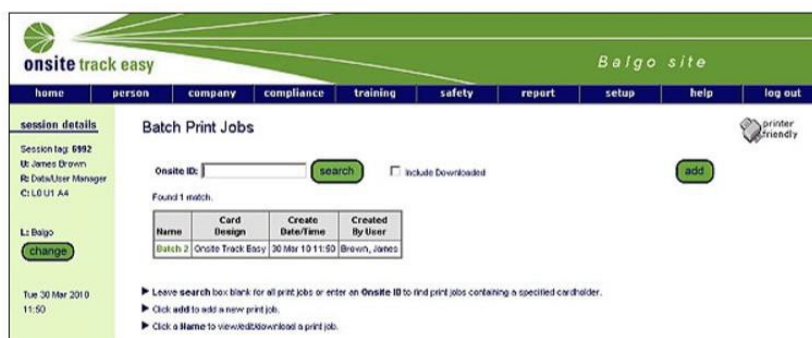 onsite track easy
Balgo site
home person company compliance training safety report setup help log out
session details
Session tag: 6992
U: James Brown
R: Data/User Manager
C: L0 U1 A4
L: Balgo
change
Tue 30 Mar 2010
11:50
Batch Print Jobs
printer
friendly
Onsite ID: search Include Downloaded add
Found 1 match.
Name Card Design Create Date/Time Created By User
Batch 2 Onsite Track Easy 30 Mar 10 11:50 Brown, James
Leave search box blank for all print jobs or enter an Onsite ID to find print jobs containing a specified cardholder.
Click add to add a new print job.
Click a Name to view/edit/download a print job.